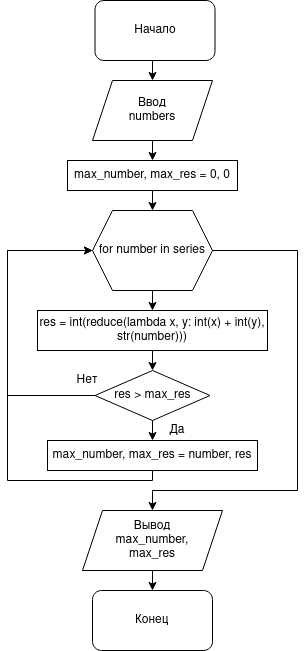 Начало
Ввод
numbers
max_number, max_res = 0, 0
for number in series
res = int(reduce(lambda x, y: int(x) + int(y),
str(number)))
Нет
res > max_res
Да
max_number, max_res = number, res
Вывод
max_number,
max_res
Конец